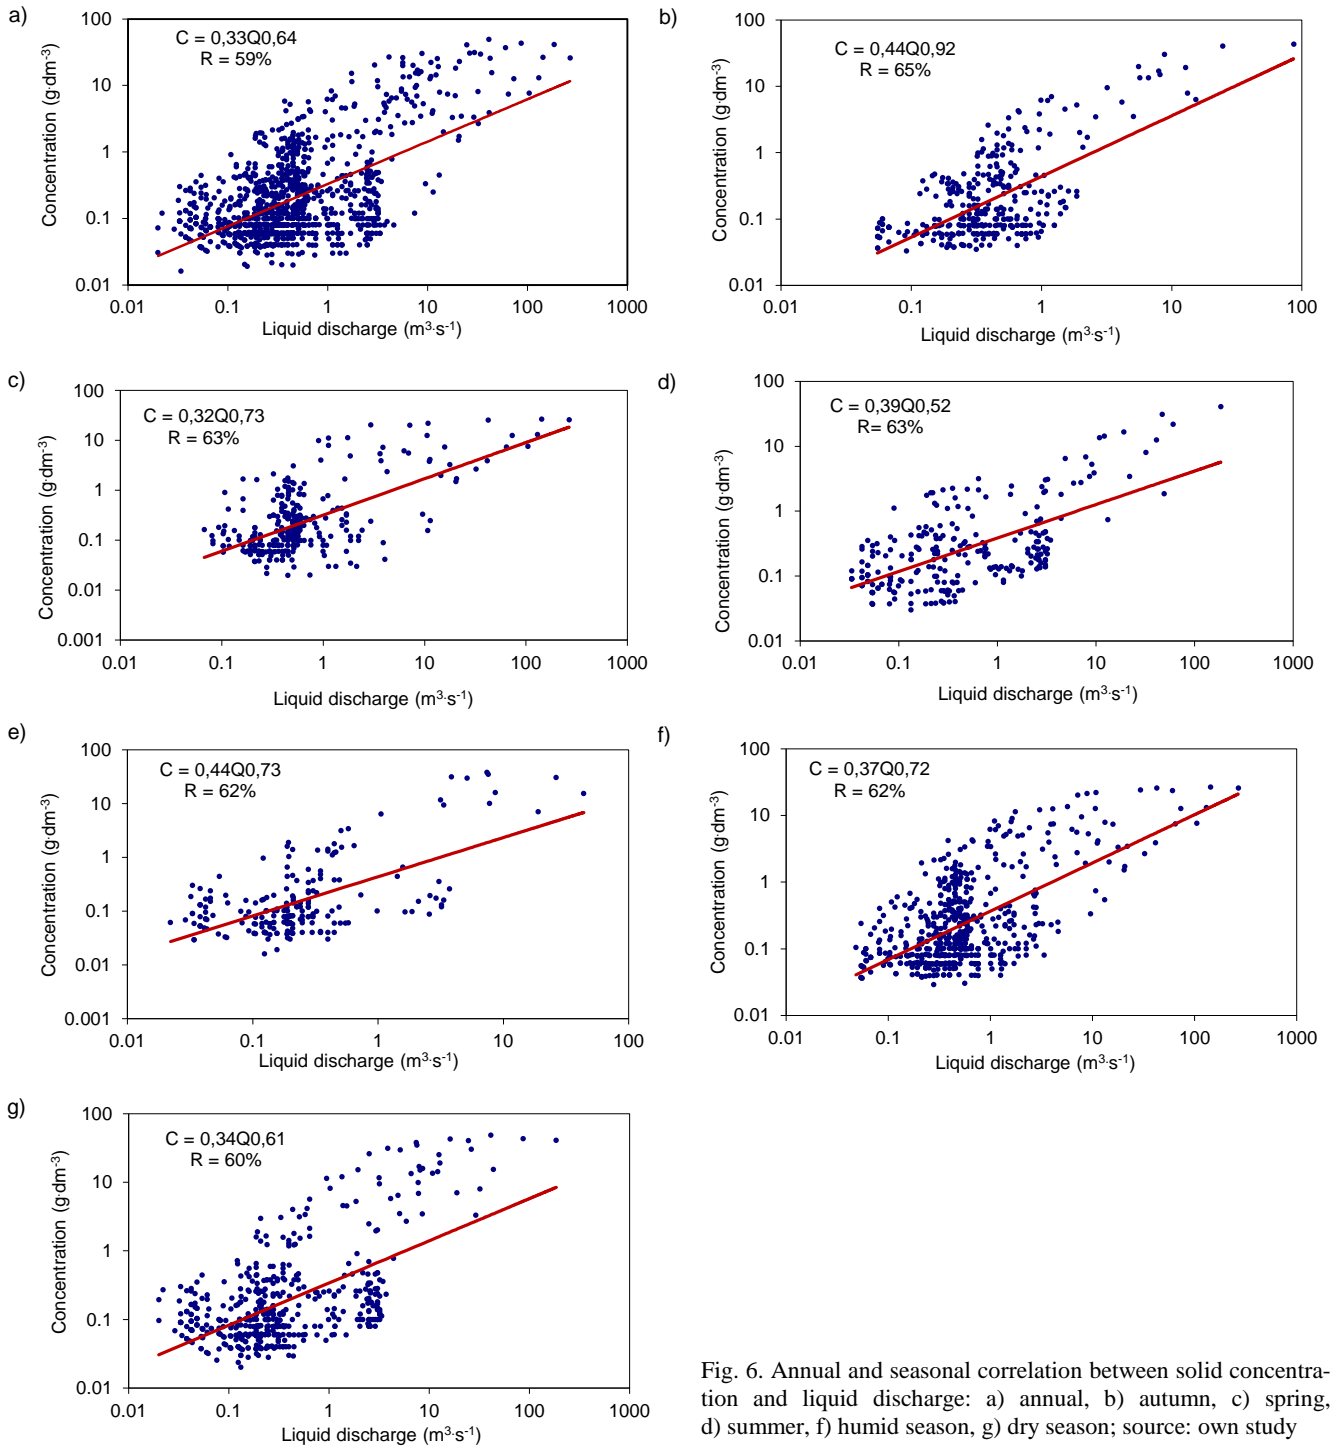 a)
C = 0,33Q0,64
R = 59%
Concentration (g·dm-3)
100
10
1
0.1
0.01
0.01 0.1 1 10 100 1000
Liquid discharge (m3·s-1)
b)
C = 0,44Q0,92
R = 65%
Concentration (g·dm-3)
100
10
1
0.1
0.01
0.01 0.1 1 10 100
Liquid discharge (m3·s-1)
c)
C = 0,32Q0,73
R = 63%
Concentration (g·dm-3)
100
10
1
0.1
0.01
0.001
0.01 0.1 1 10 100 1000
Liquid discharge (m3·s-1)
d)
C = 0,39Q0,52
R= 63%
Concentration (g·dm-3)
100
10
1
0.1
0.01
0.01 0.1 1 10 100 1000
Liquid discharge (m3·s-1)
e)
C = 0,44Q0,73
R = 62%
Concentration (g·dm-3)
100
10
1
0.1
0.01
0.001
0.01 0.1 1 10 100
Liquid discharge (m3·s-1)
f)
C = 0,37Q0,72
R = 62%
Concentration (g·dm-3)
100
10
1
0.1
0.01
0.01 0.1 1 10 100 1000
Liquid discharge (m3·s-1)
g)
C = 0,34Q0,61
R = 60%
Concentration (g·dm-3)
100
10
1
0.1
0.01
0.01 0.1 1 10 100 1000
Liquid discharge (m3·s-1)
Fig. 6. Annual and seasonal correlation between solid concentra-
tion and liquid discharge: a) annual, b) autumn, c) spring,
d) summer, f) humid season, g) dry season; source: own study